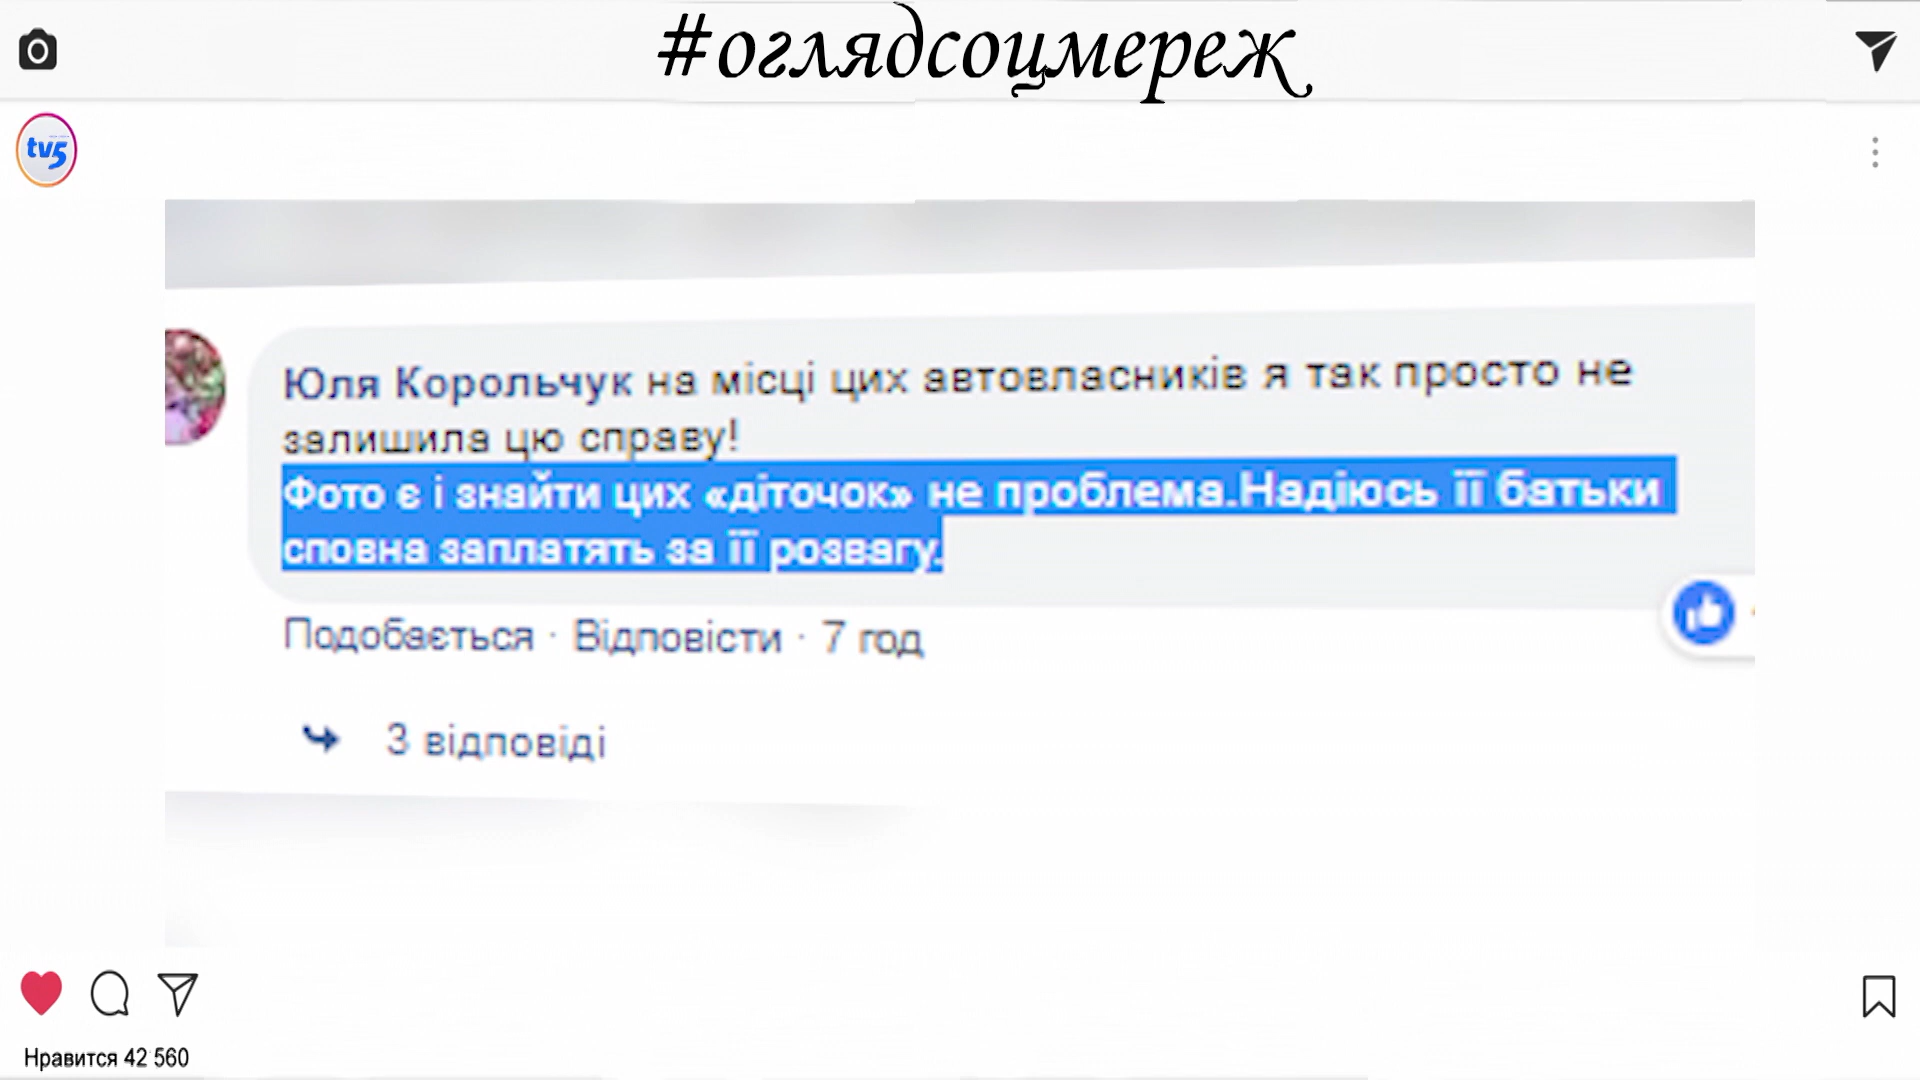 #оглядсоцмереж
tv5
Юля Корольчук на місці цих автовласників я так просто не
залишила цю справу!
Фото є і знайти цих «діточок» не проблема.Надіюсь її батьки
сповна заплатять за її розвагу.
Подобається · Відповісти · 7 год
3 відповіді
Нравится 42 560